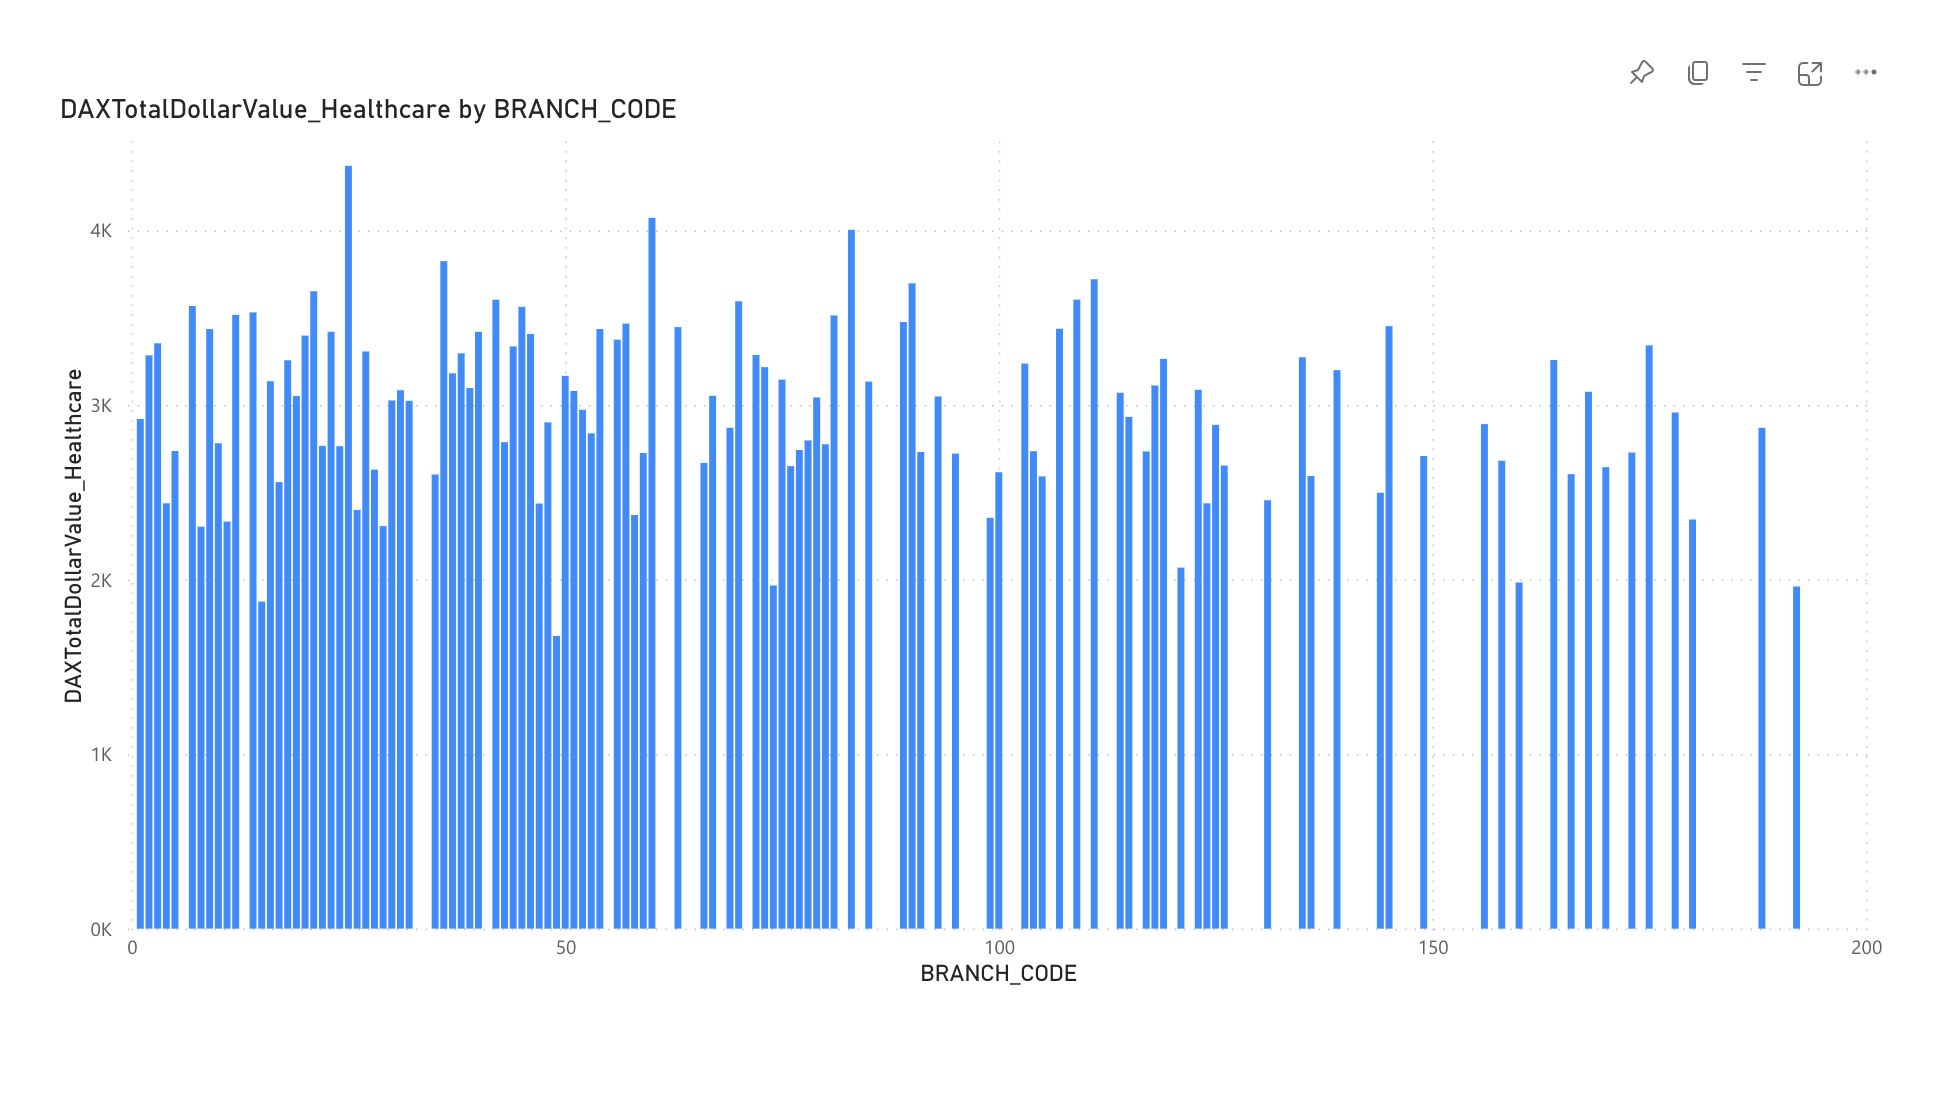 DAXTotalDollarValue_Healthcare by BRANCH_CODE
DAXTotalDollarValue_Healthcare
4K
3K
2K
1K
0K
0
50
100
150
200
BRANCH_CODE